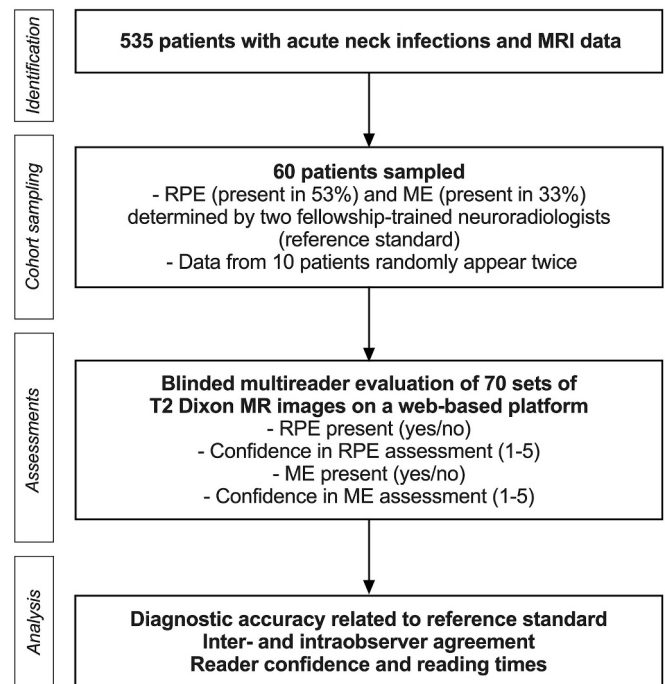 Identification
535 patients with acute neck infections and MRI data
Cohort sampling
60 patients sampled
- RPE (present in 53%) and ME (present in 33%)
determined by two fellowship-trained neuroradiologists
(reference standard)
- Data from 10 patients randomly appear twice
Assessments
Blinded multireader evaluation of 70 sets of
T2 Dixon MR images on a web-based platform
- RPE present (yes/no)
- Confidence in RPE assessment (1-5)
- ME present (yes/no)
- Confidence in ME assessment (1-5)
Analysis
Diagnostic accuracy related to reference standard
Inter- and intraobserver agreement
Reader confidence and reading times